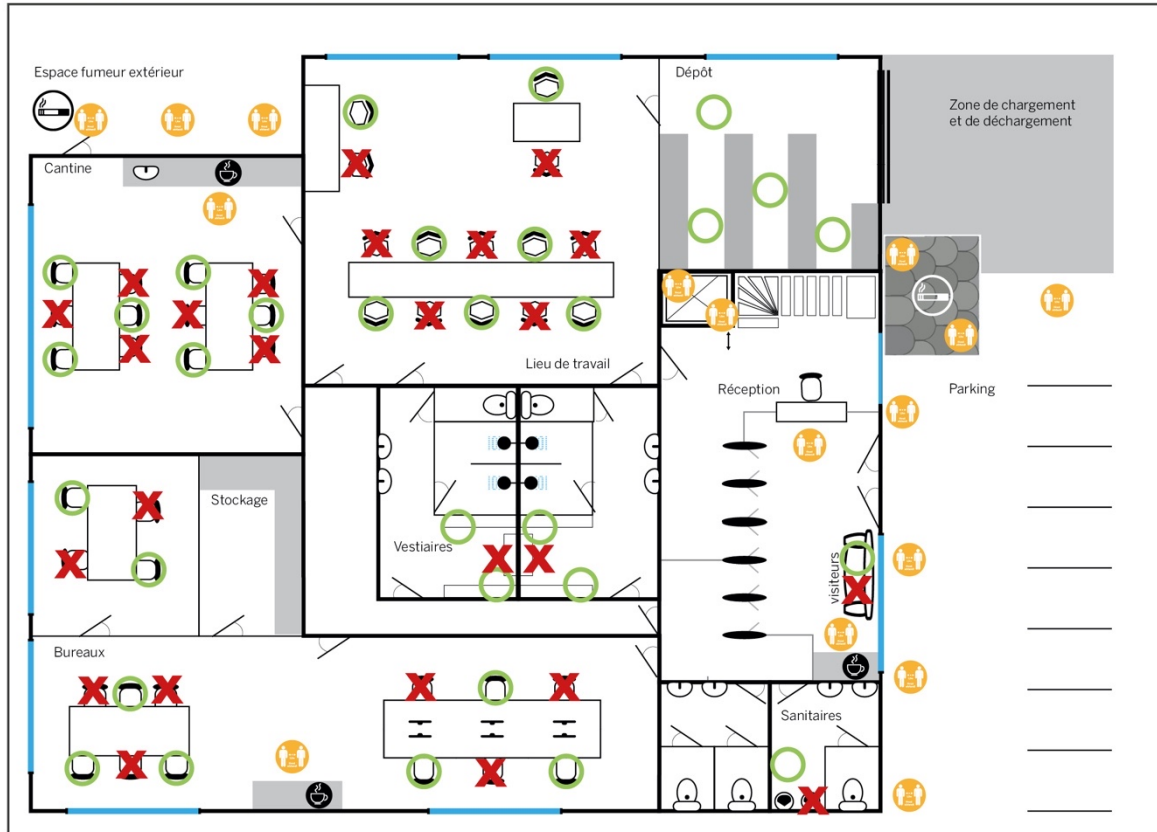 Espace fumeur extérieur
Dépôt
Zone de chargement
et de déchargement
Cantine
Lieu de travail
Réception
Parking
Stockage
Vestiaires
visiteurs
Bureaux
Sanitaires